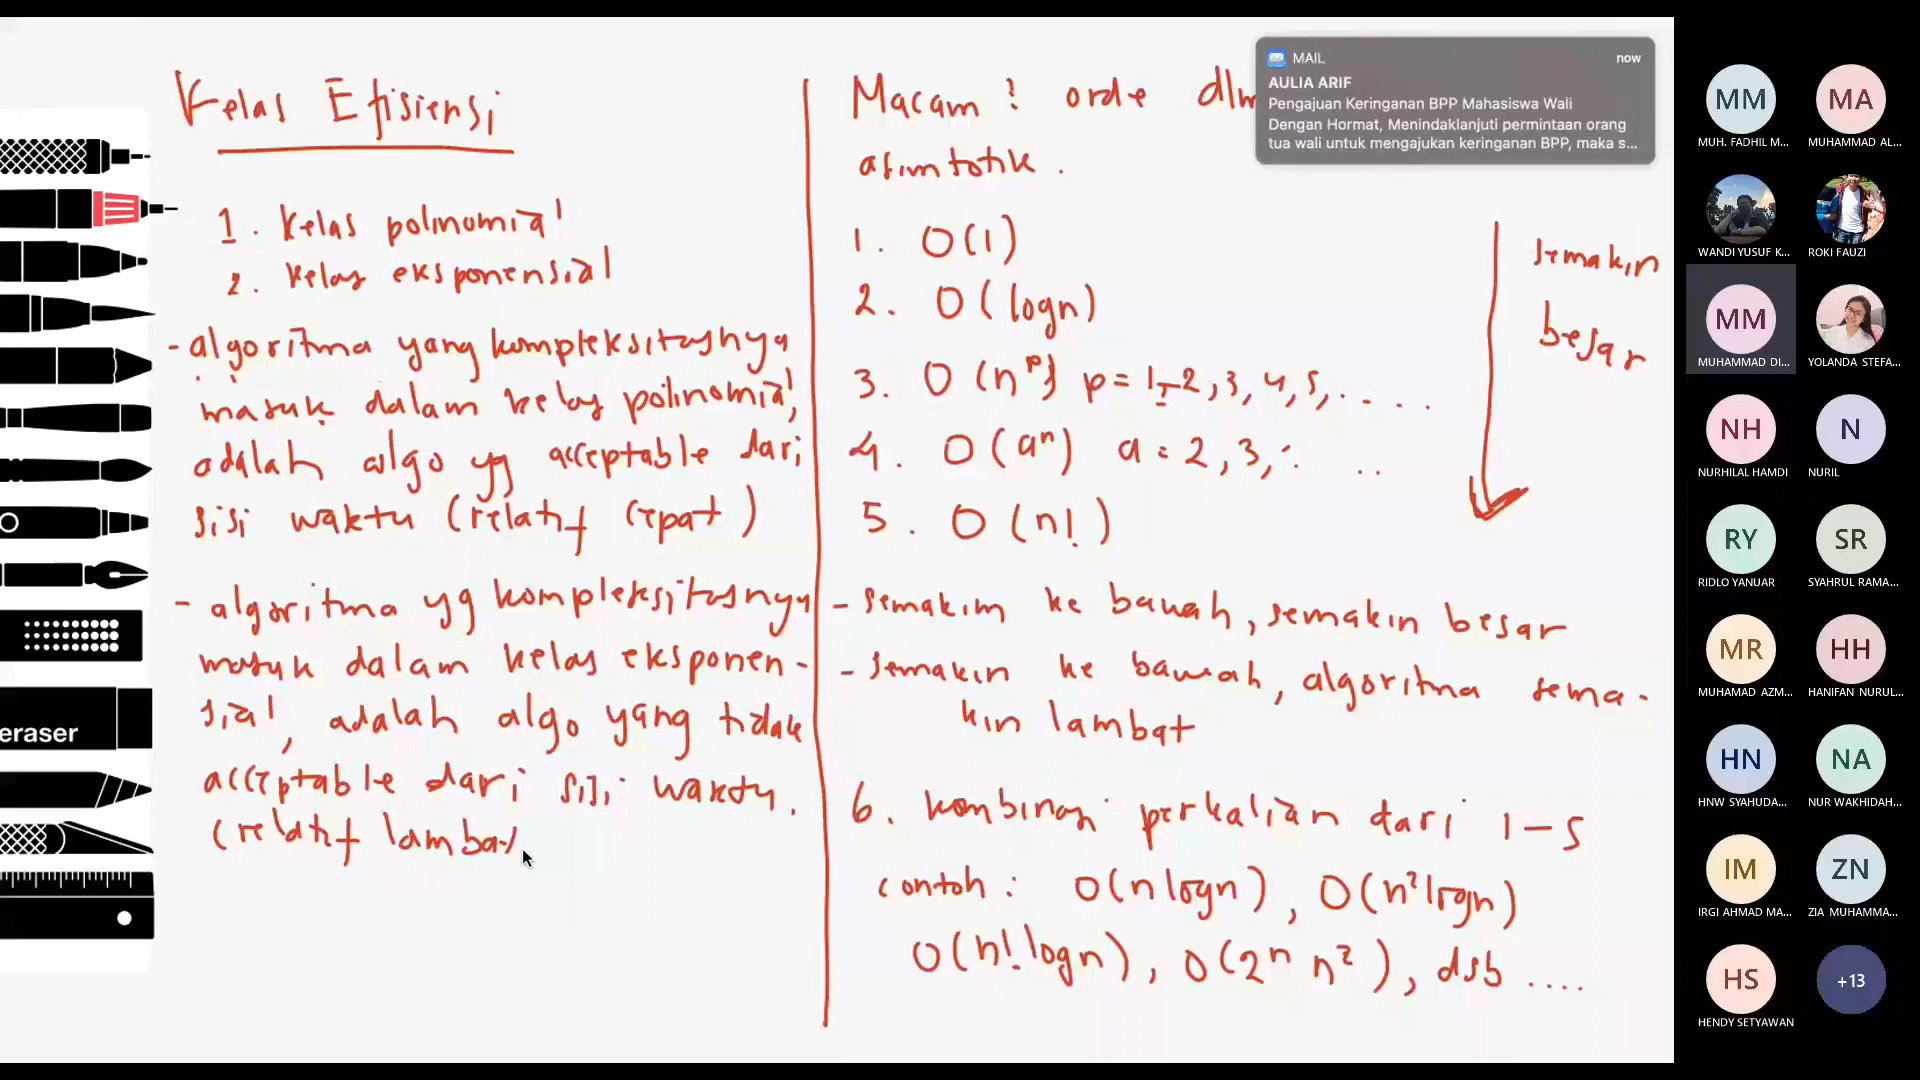 Kelas Efisiensi
1. Kelas polinomial
2. Kelas eksponensial
- algoritma yang kompleksitasnya
masuk dalam kelas polinomial,
adalah algo yg acceptable dari
sisi waktu (relatif cepat)
- algoritma yg kompleksitasnya
masuk dalam kelas eksponen-
sial, adalah algo yang tidak
acceptable dari sisi waktu.
(relatif lambat
Macam2 orde dlm
asimtotik.
1. O(1)
2. O(logn)
3. O(n^p) p = 1,2,3,4,5,.....
4. O(a^n) a = 2,3,....
5. O(n!)
semakin
besar
- semakin ke bawah, semakin besar
- semakin ke bawah, algoritma sema-
kin lambat
6. kombinasi perkalian dari 1-5
contoh : O(nlogn), O(n²logn)
O(n!logn), O(2^n n²), dsb ....
MAIL now
AULIA ARIF
Pengajuan Keringanan BPP Mahasiswa Wali
Dengan Hormat, Menindaklanjuti permintaan orang
tua wali untuk mengajukan keringanan BPP, maka s...
eraser
MM MA
MUH. FADHIL M... MUHAMMAD AL...
WANDI YUSUF K... ROKI FAUZI
MM
MUHAMMAD DI... YOLANDA STEFA...
NH N
NURHILAL HAMDI NURIL
RY SR
RIDLO YANUAR SYAHRUL RAMA...
MR HH
MUHAMAD AZM... HANIFAN NURUL...
HN NA
HNW SYAHUDA... NUR WAKHIDAH...
IM ZN
IRGI AHMAD MA... ZIA MUHAMMA...
HS +13
HENDY SETYAWAN